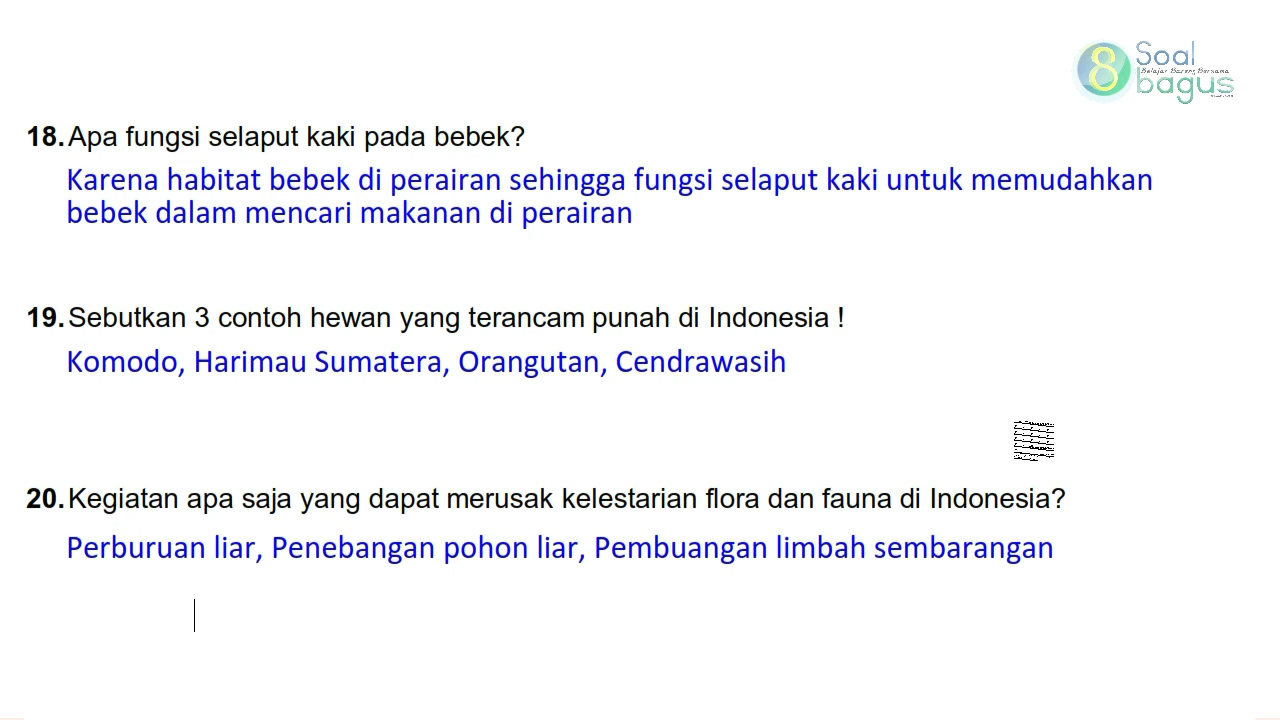 Soal
Belajar Bareng Bersama
bagus
18. Apa fungsi selaput kaki pada bebek?
Karena habitat bebek di perairan sehingga fungsi selaput kaki untuk memudahkan
bebek dalam mencari makanan di perairan
19. Sebutkan 3 contoh hewan yang terancam punah di Indonesia !
Komodo, Harimau Sumatera, Orangutan, Cendrawasih
20. Kegiatan apa saja yang dapat merusak kelestarian flora dan fauna di Indonesia?
Perburuan liar, Penebangan pohon liar, Pembuangan limbah sembarangan